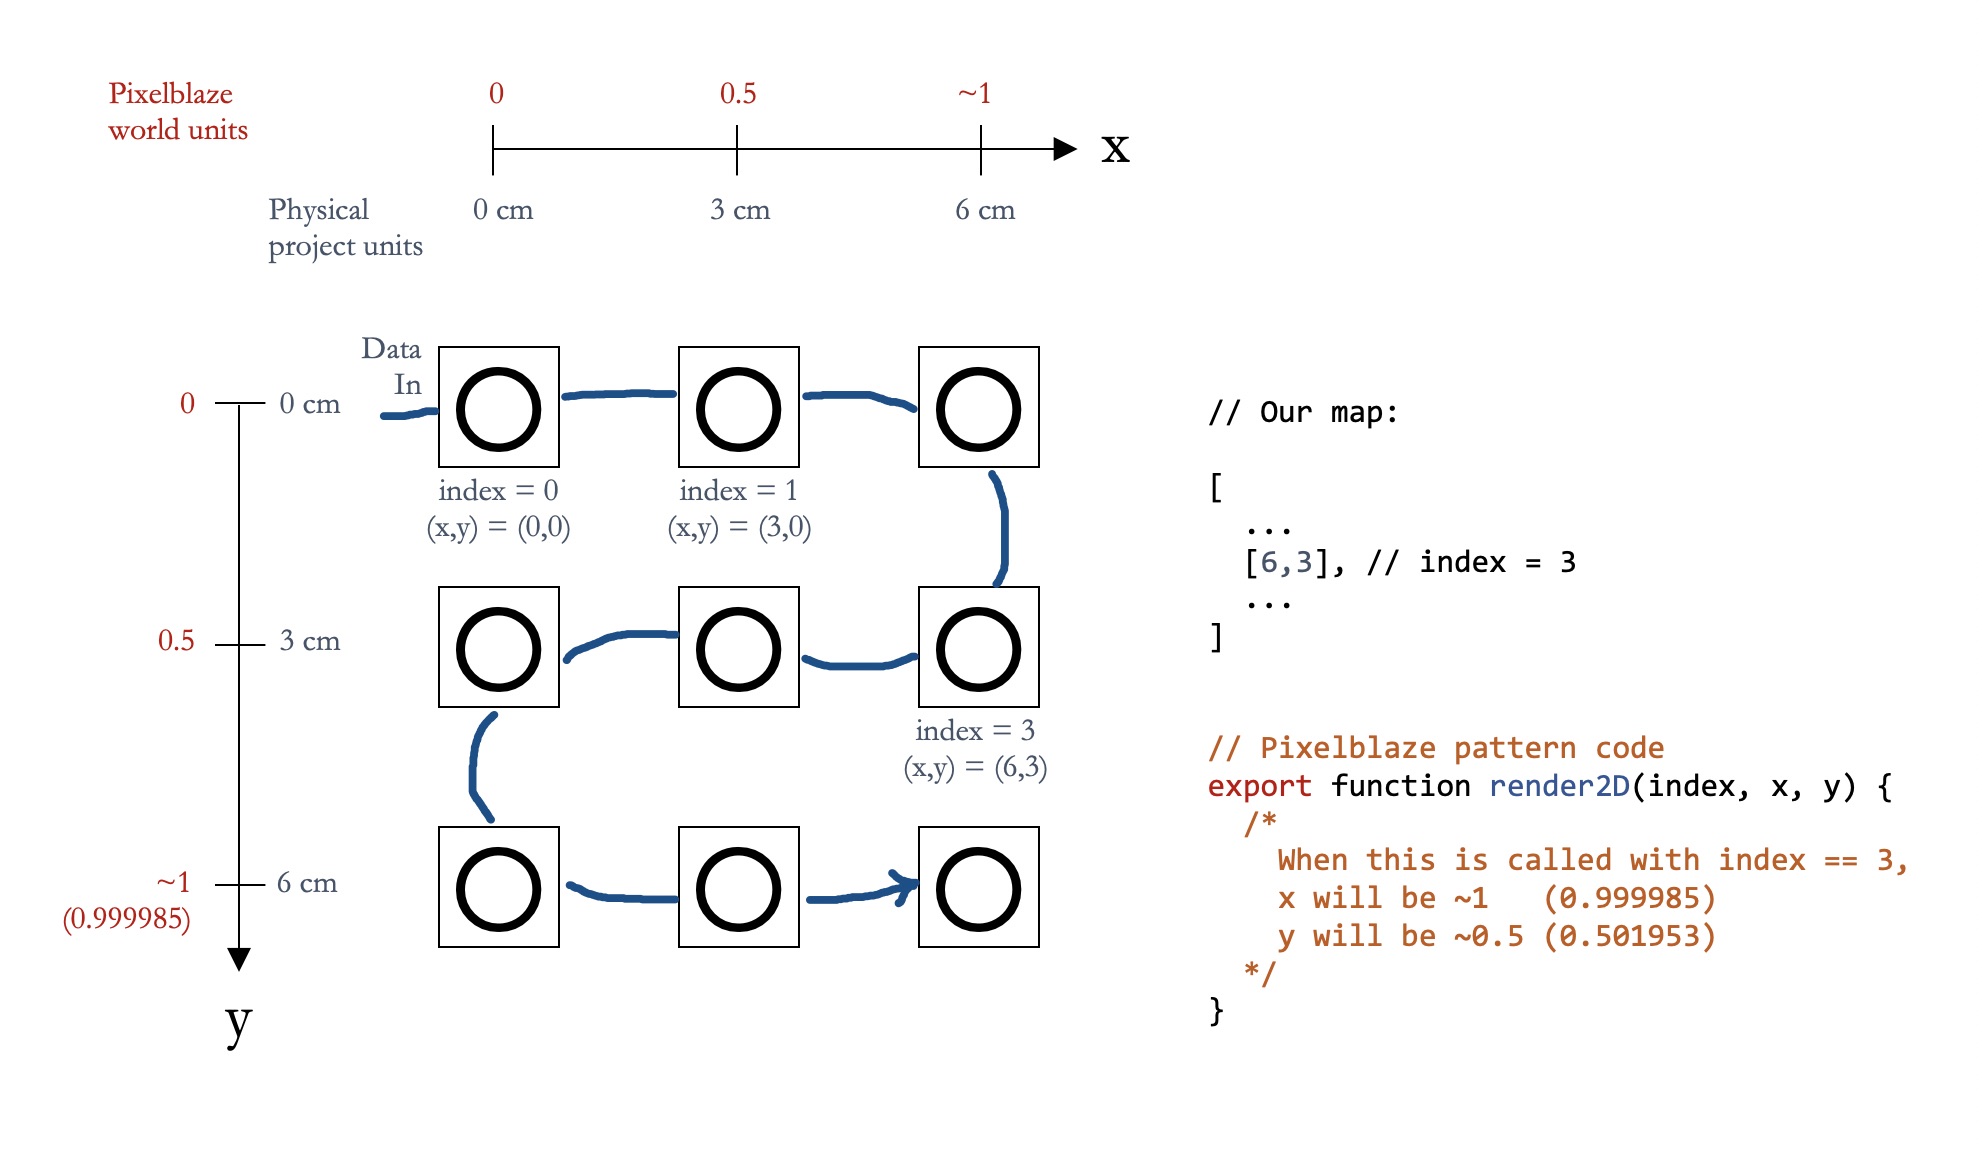 Pixelblaze
world units
0
0.5
~1
x
Physical
project units
0 cm
3 cm
6 cm
Data
In
0
0 cm
index = 0
(x,y) = (0,0)
index = 1
(x,y) = (3,0)
0.5
3 cm
index = 3
(x,y) = (6,3)
~1
(0.999985)
6 cm
y
// Our map:
[
...
[6,3], // index = 3
...
]
// Pixelblaze pattern code
export function render2D(index, x, y) {
/*
When this is called with index == 3,
x will be ~1 (0.999985)
y will be ~0.5 (0.501953)
*/
}